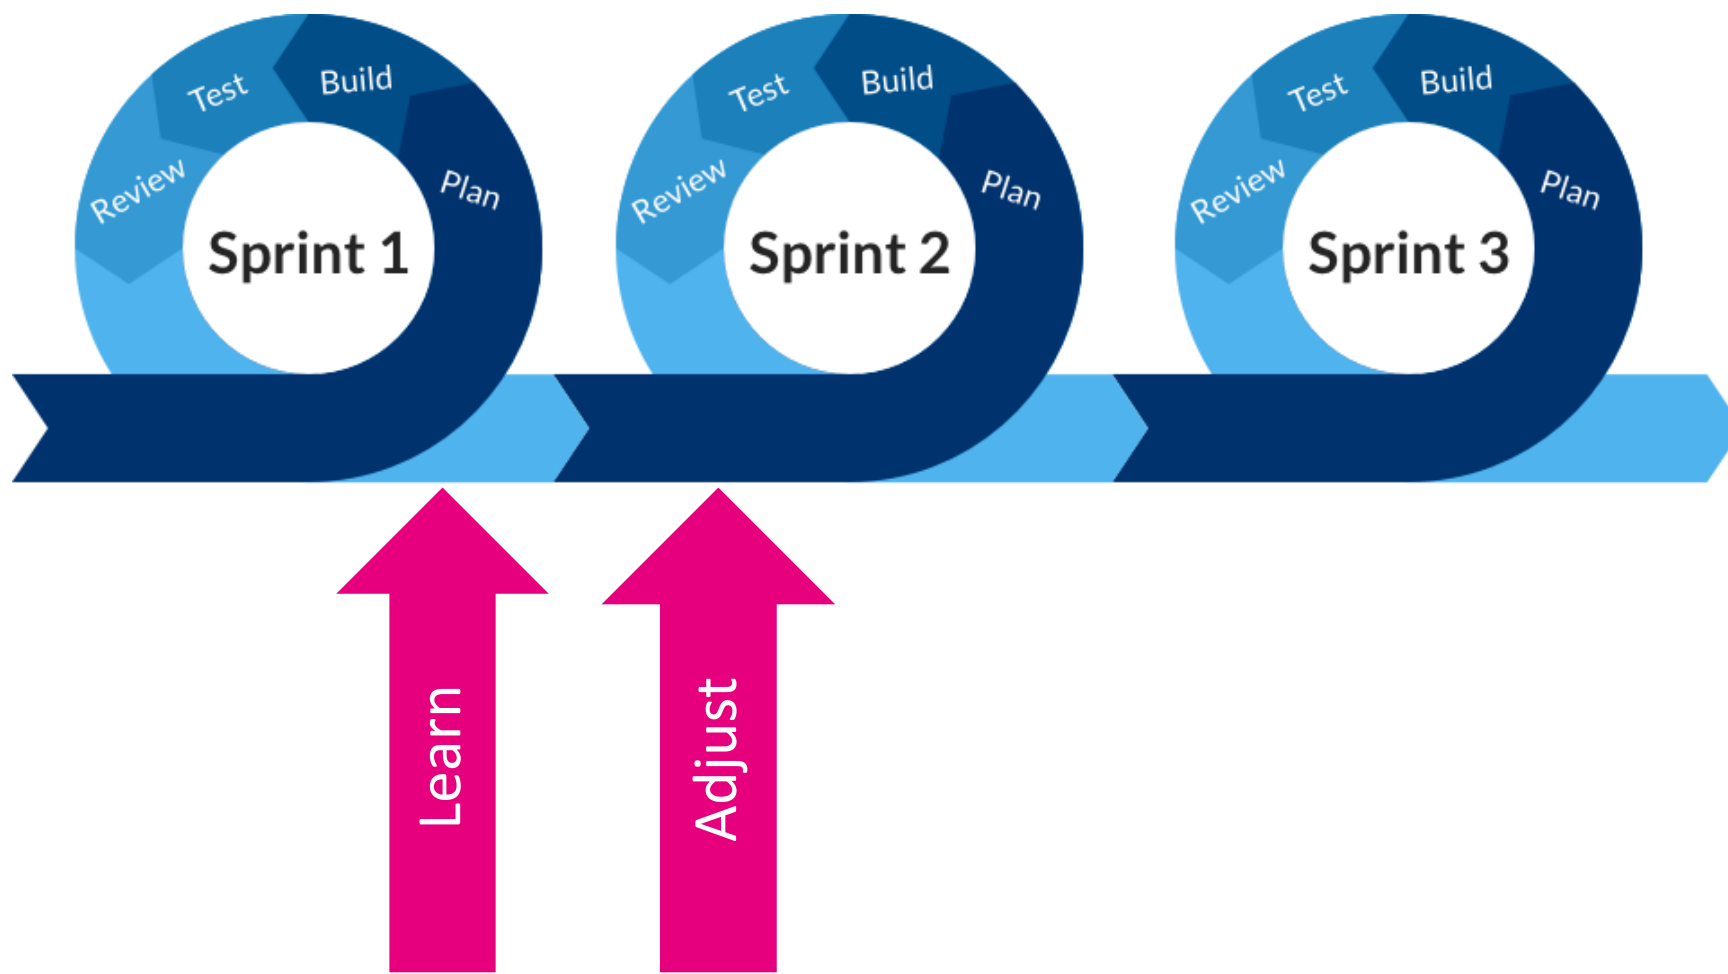 Test
Build
Review
Plan
Sprint 1
Test
Build
Review
Plan
Sprint 2
Test
Build
Review
Plan
Sprint 3
Learn
Adjust